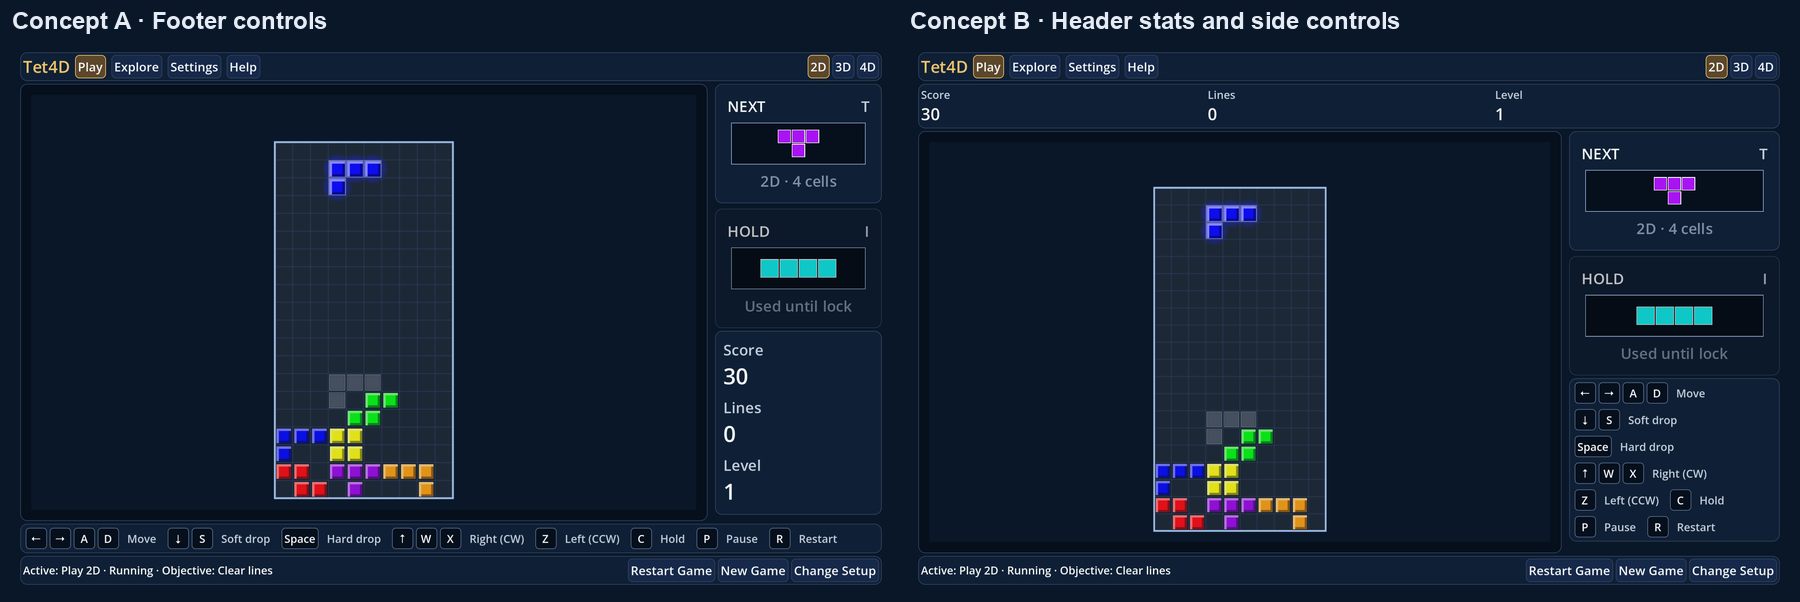 Concept A · Footer controls
Tet4D Play Explore Settings Help 2D 3D 4D
NEXT T
2D · 4 cells
HOLD I
Used until lock
Score
30
Lines
0
Level
1
← → A D Move ↓ S Soft drop Space Hard drop ↑ W X Right (CW) Z Left (CCW) C Hold P Pause R Restart
Active: Play 2D · Running · Objective: Clear lines Restart Game New Game Change Setup
Concept B · Header stats and side controls
Tet4D Play Explore Settings Help 2D 3D 4D
Score Lines Level
30 0 1
NEXT T
2D · 4 cells
HOLD I
Used until lock
← → A D Move
↓ S Soft drop
Space Hard drop
↑ W X Right (CW)
Z Left (CCW) C Hold
P Pause R Restart
Active: Play 2D · Running · Objective: Clear lines Restart Game New Game Change Setup